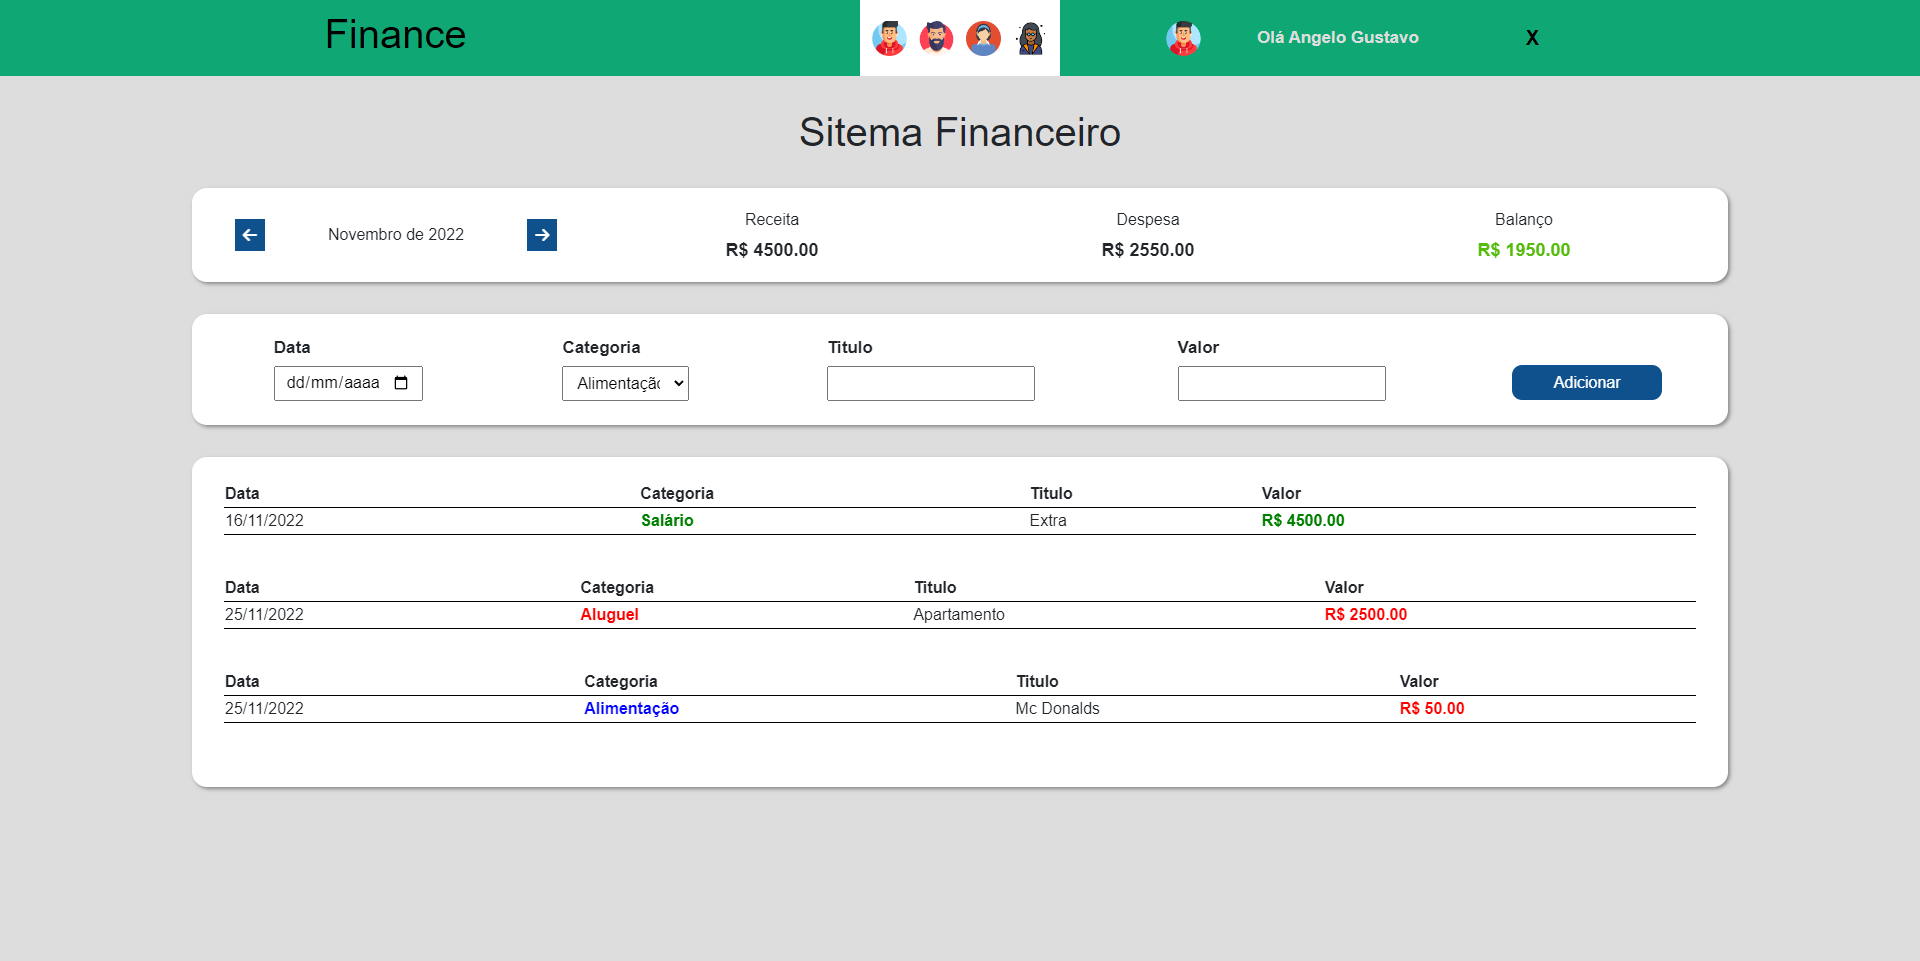 Finance
Olá Angelo Gustavo
X
Sitema Financeiro
Novembro de 2022
Receita
R$ 4500.00
Despesa
R$ 2550.00
Balanço
R$ 1950.00
Data Categoria Titulo Valor
dd/mm/aaaa Alimentação Adicionar
Data Categoria Titulo Valor
16/11/2022 Salário Extra R$ 4500.00
Data Categoria Titulo Valor
25/11/2022 Aluguel Apartamento R$ 2500.00
Data Categoria Titulo Valor
25/11/2022 Alimentação Mc Donalds R$ 50.00